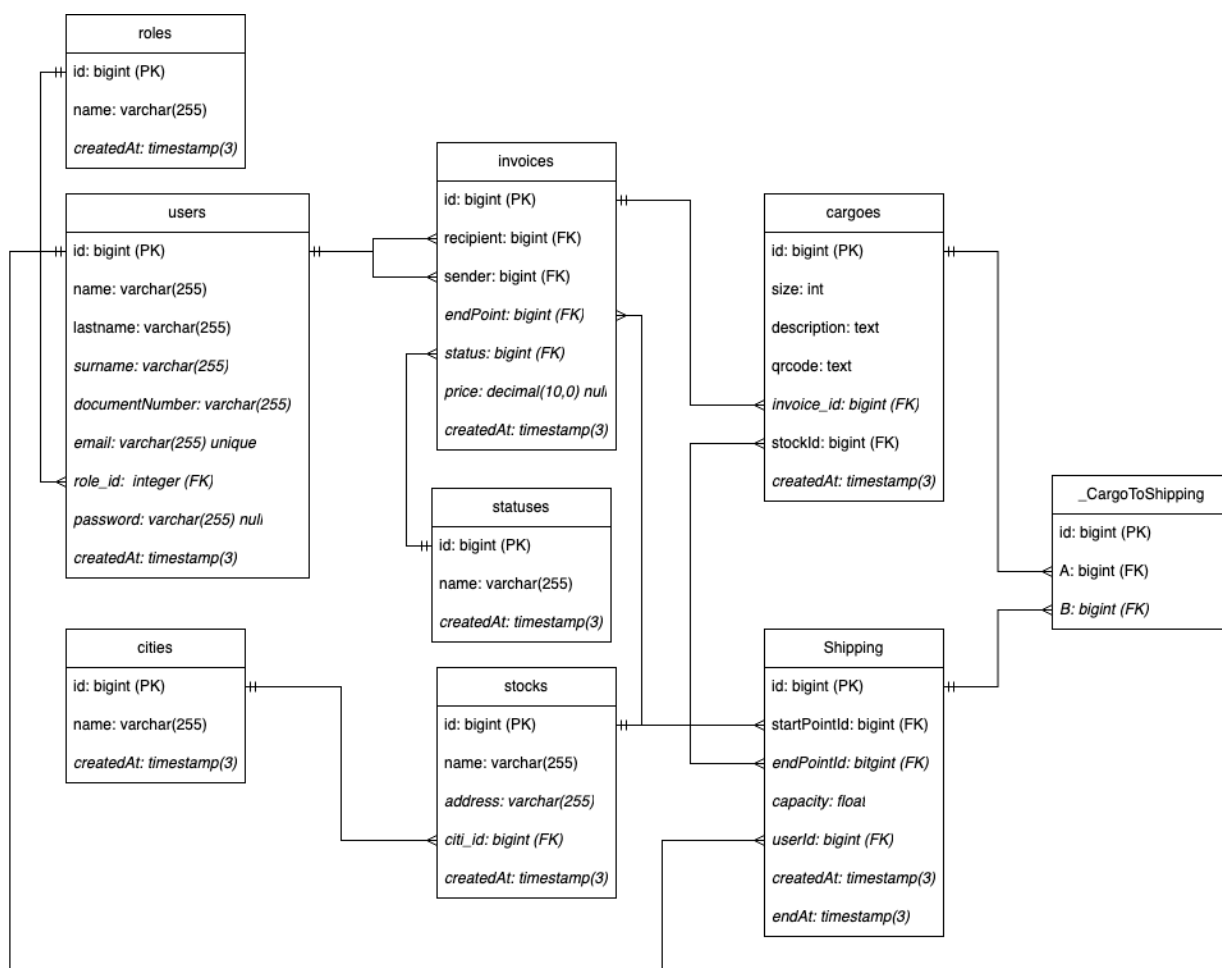 roles
id: bigint (PK)
name: varchar(255)
createdAt: timestamp(3)
users
id: bigint (PK)
name: varchar(255)
lastname: varchar(255)
surname: varchar(255)
documentNumber: varchar(255)
email: varchar(255) unique
role_id:  integer (FK)
password: varchar(255) null
createdAt: timestamp(3)
cities
id: bigint (PK)
name: varchar(255)
createdAt: timestamp(3)
invoices
id: bigint (PK)
recipient: bigint (FK)
sender: bigint (FK)
endPoint: bigint (FK)
status: bigint (FK)
price: decimal(10,0) null
createdAt: timestamp(3)
statuses
id: bigint (PK)
name: varchar(255)
createdAt: timestamp(3)
stocks
id: bigint (PK)
name: varchar(255)
address: varchar(255)
citi_id: bigint (FK)
createdAt: timestamp(3)
cargoes
id: bigint (PK)
size: int
description: text
qrcode: text
invoice_id: bigint (FK)
stockId: bigint (FK)
createdAt: timestamp(3)
Shipping
id: bigint (PK)
startPointId: bigint (FK)
endPointId: bitgint (FK)
capacity: float
userId: bigint (FK)
createdAt: timestamp(3)
endAt: timestamp(3)
_CargoToShipping
id: bigint (PK)
A: bigint (FK)
B: bigint (FK)